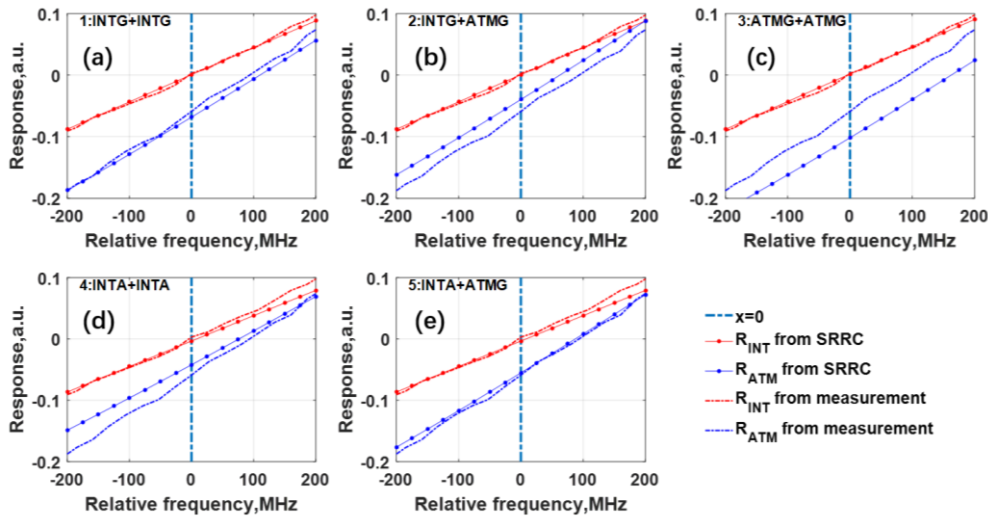 1:INTG+INTG
(a)
Response,a.u.
0.1
0
-0.1
-0.2
-200 -100 0 100 200
Relative frequency,MHz
2:INTG+ATMG
(b)
Response,a.u.
0.1
0
-0.1
-0.2
-200 -100 0 100 200
Relative frequency,MHz
3:ATMG+ATMG
(c)
Response,a.u.
0.1
0
-0.1
-0.2
-200 -100 0 100 200
Relative frequency,MHz
4:INTA+INTA
(d)
Response,a.u.
0.1
0
-0.1
-0.2
-200 -100 0 100 200
Relative frequency,MHz
5:INTA+ATMG
(e)
Response,a.u.
0.1
0
-0.1
-0.2
-200 -100 0 100 200
Relative frequency,MHz
x=0
RINT from SRRC
RATM from SRRC
RINT from measurement
RATM from measurement